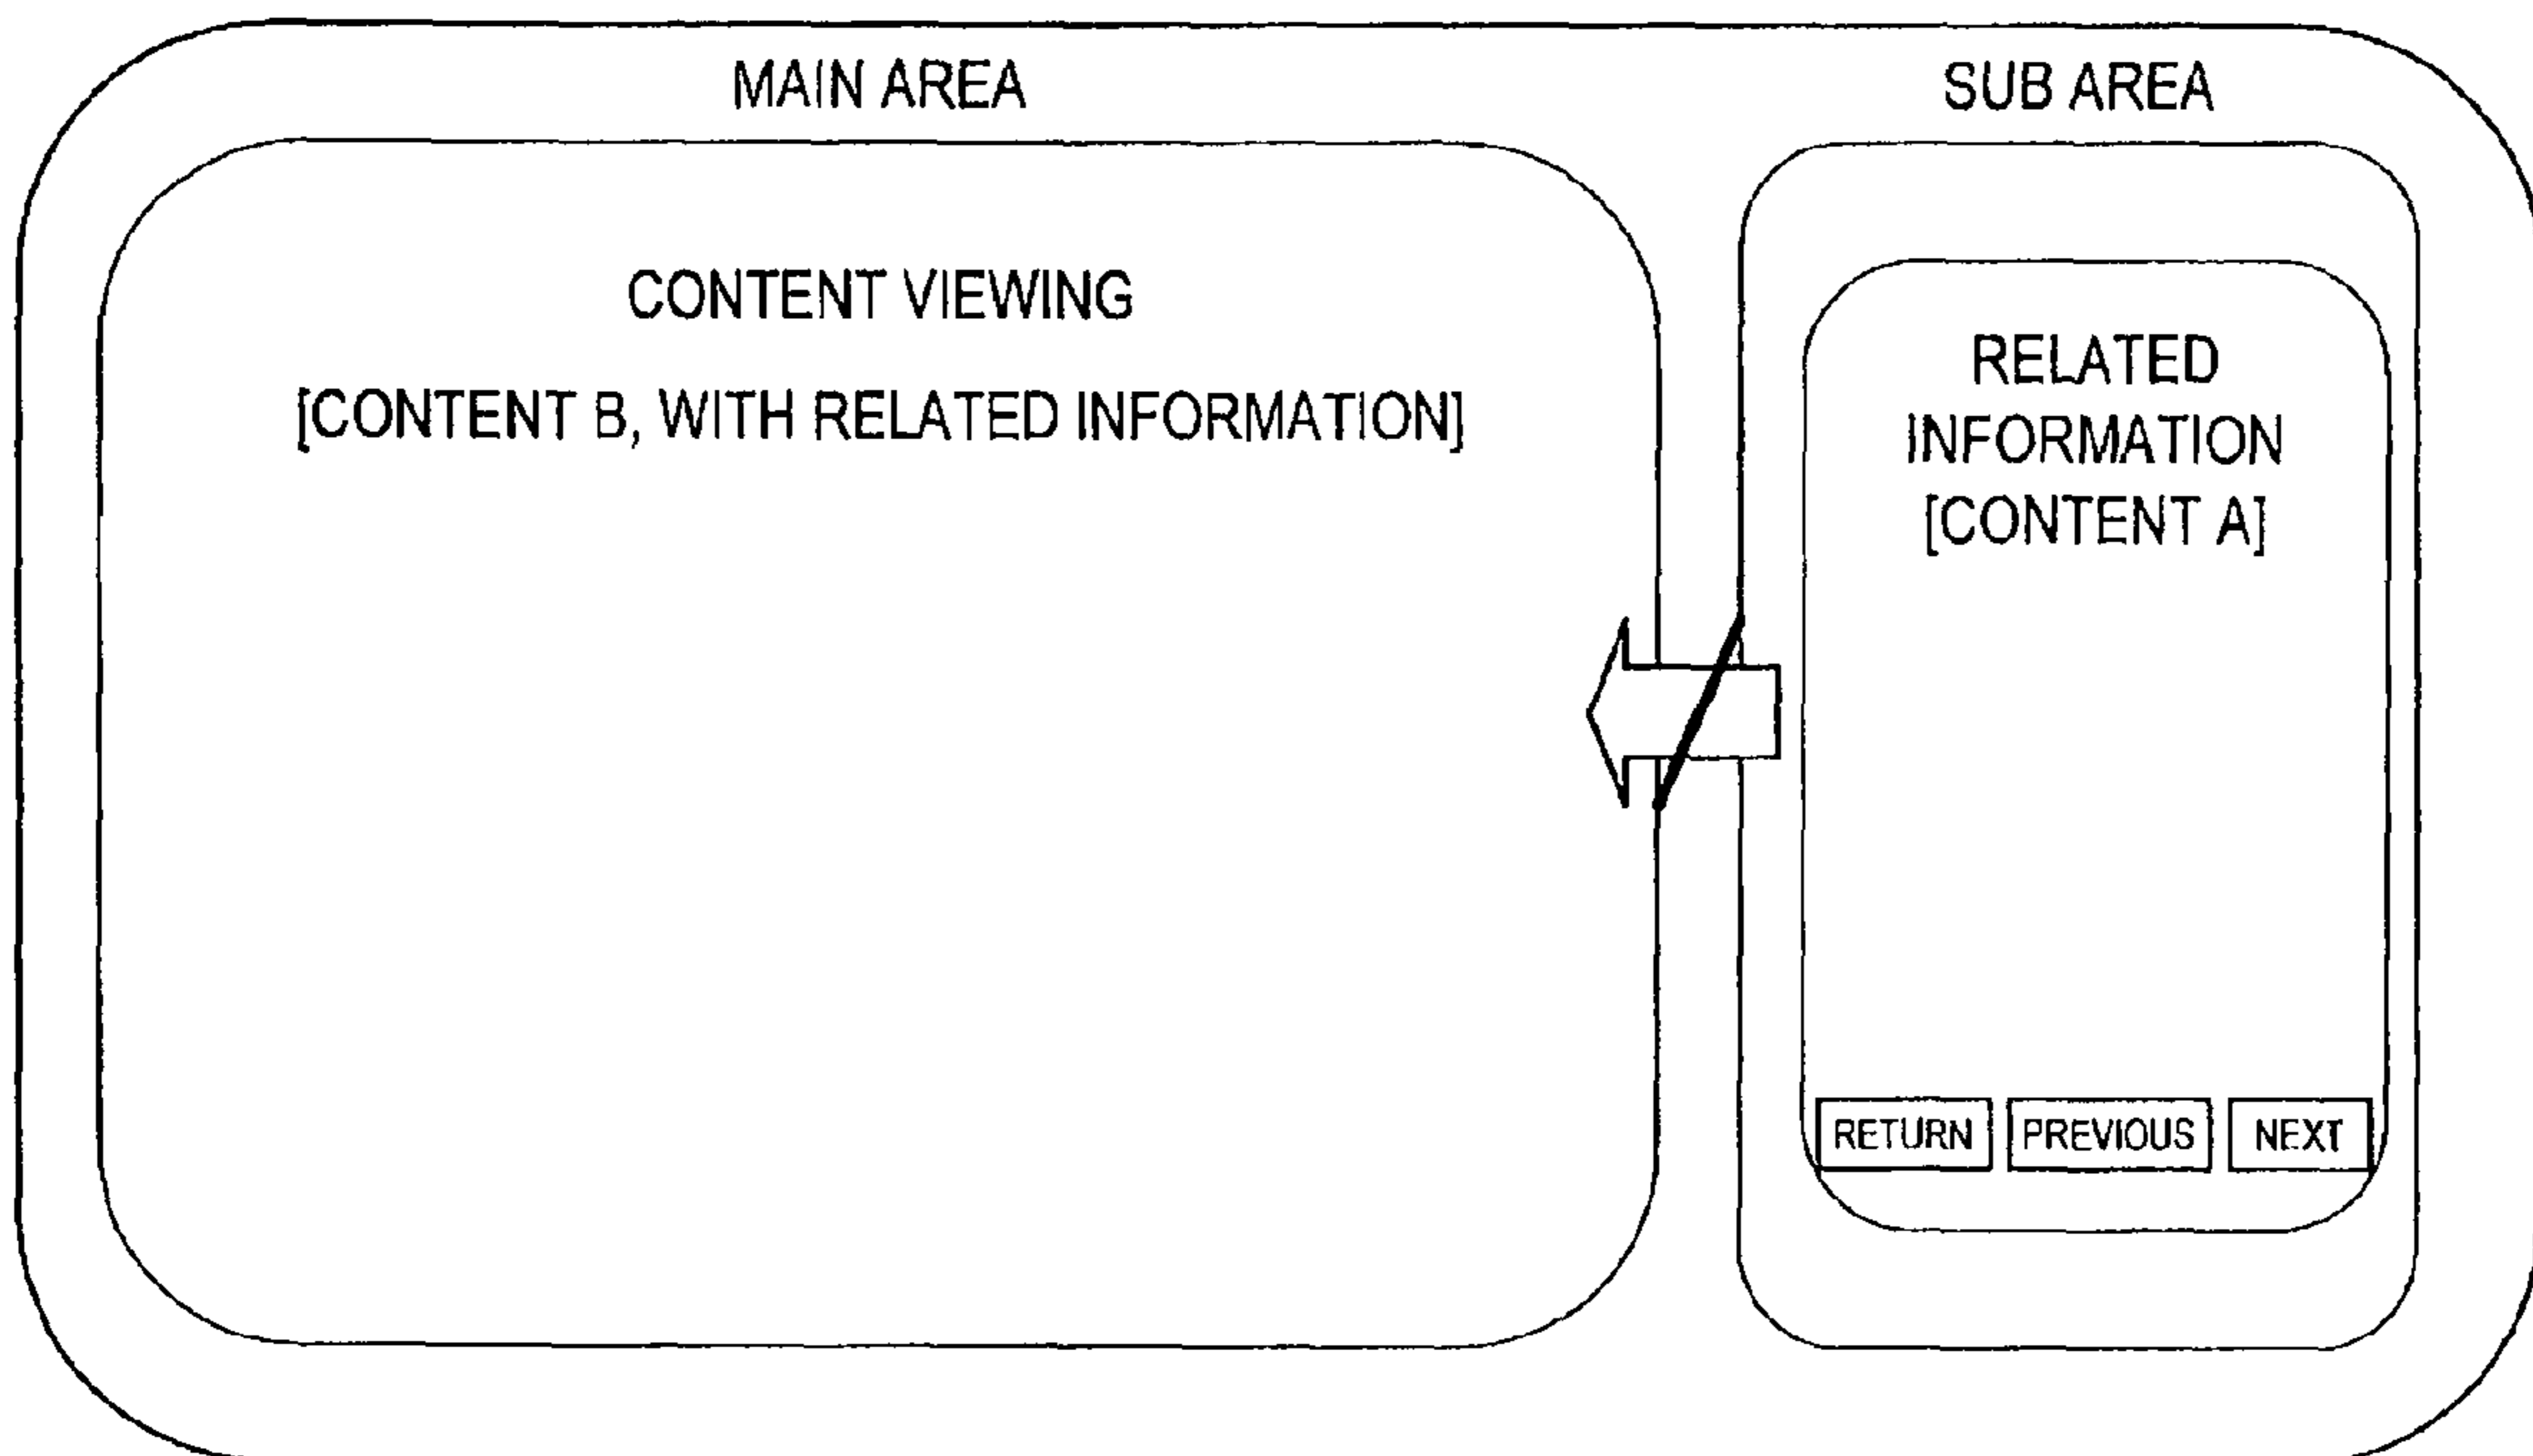 MAIN AREA
SUB AREA
CONTENT VIEWING
[CONTENT B, WITH RELATED INFORMATION]
RELATED
INFORMATION
[CONTENT A]
RETURN
PREVIOUS
NEXT